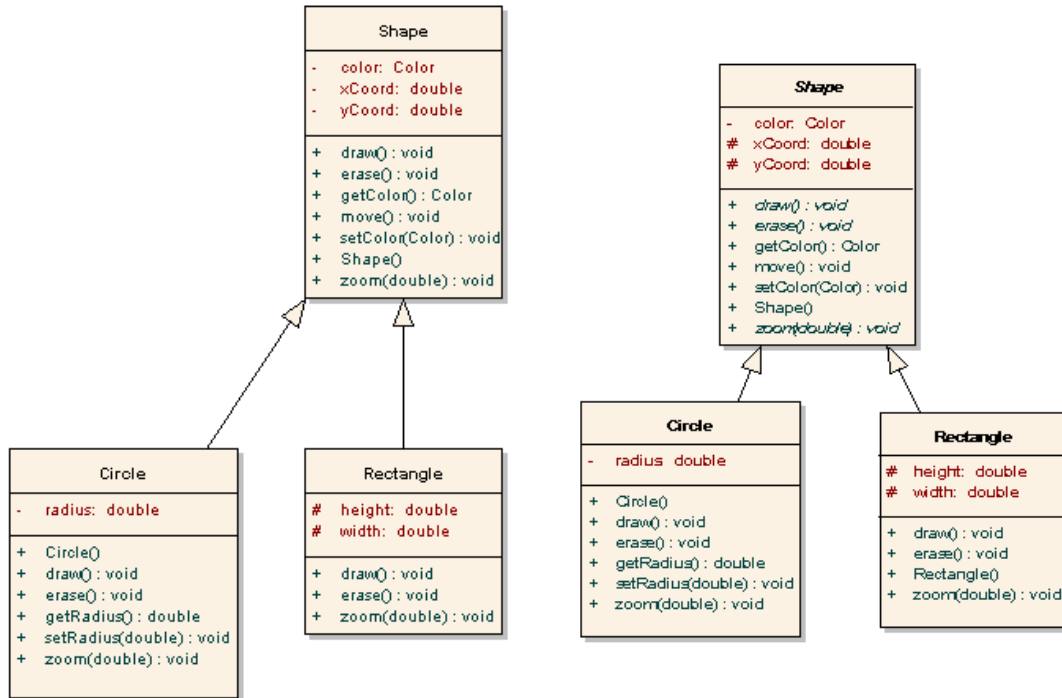 Shape
- color: Color
- xCoord: double
- yCoord: double
+ draw() : void
+ erase() : void
+ getColor() : Color
+ move() : void
+ setColor(Color) : void
+ Shape()
+ zoom(double) : void
Circle
- radius: double
+ Circle()
+ draw() : void
+ erase() : void
+ getRadius() : double
+ setRadius(double) : void
+ zoom(double) : void
Rectangle
# height: double
# width: double
+ draw() : void
+ erase() : void
+ zoom(double) : void
Shape
- color: Color
# xCoord: double
# yCoord: double
+ draw() : void
+ erase() : void
+ getColor() : Color
+ move() : void
+ setColor(Color) : void
+ Shape()
+ zoom(double) : void
Circle
- radius double
+ Circle()
+ draw() : void
+ erase() : void
+ getRadius() : double
+ setRadius(double) : void
+ zoom(double) : void
Rectangle
# height: double
# width: double
+ draw() : void
+ erase() : void
+ Rectangle()
+ zoom(double) : void